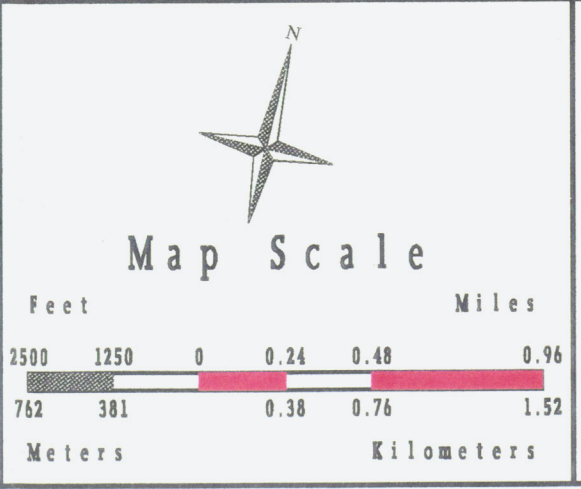 N
Map Scale
Feet Miles
2500 1250 0 0.24 0.48 0.96
762 381 0.38 0.76 1.52
Meters Kilometers